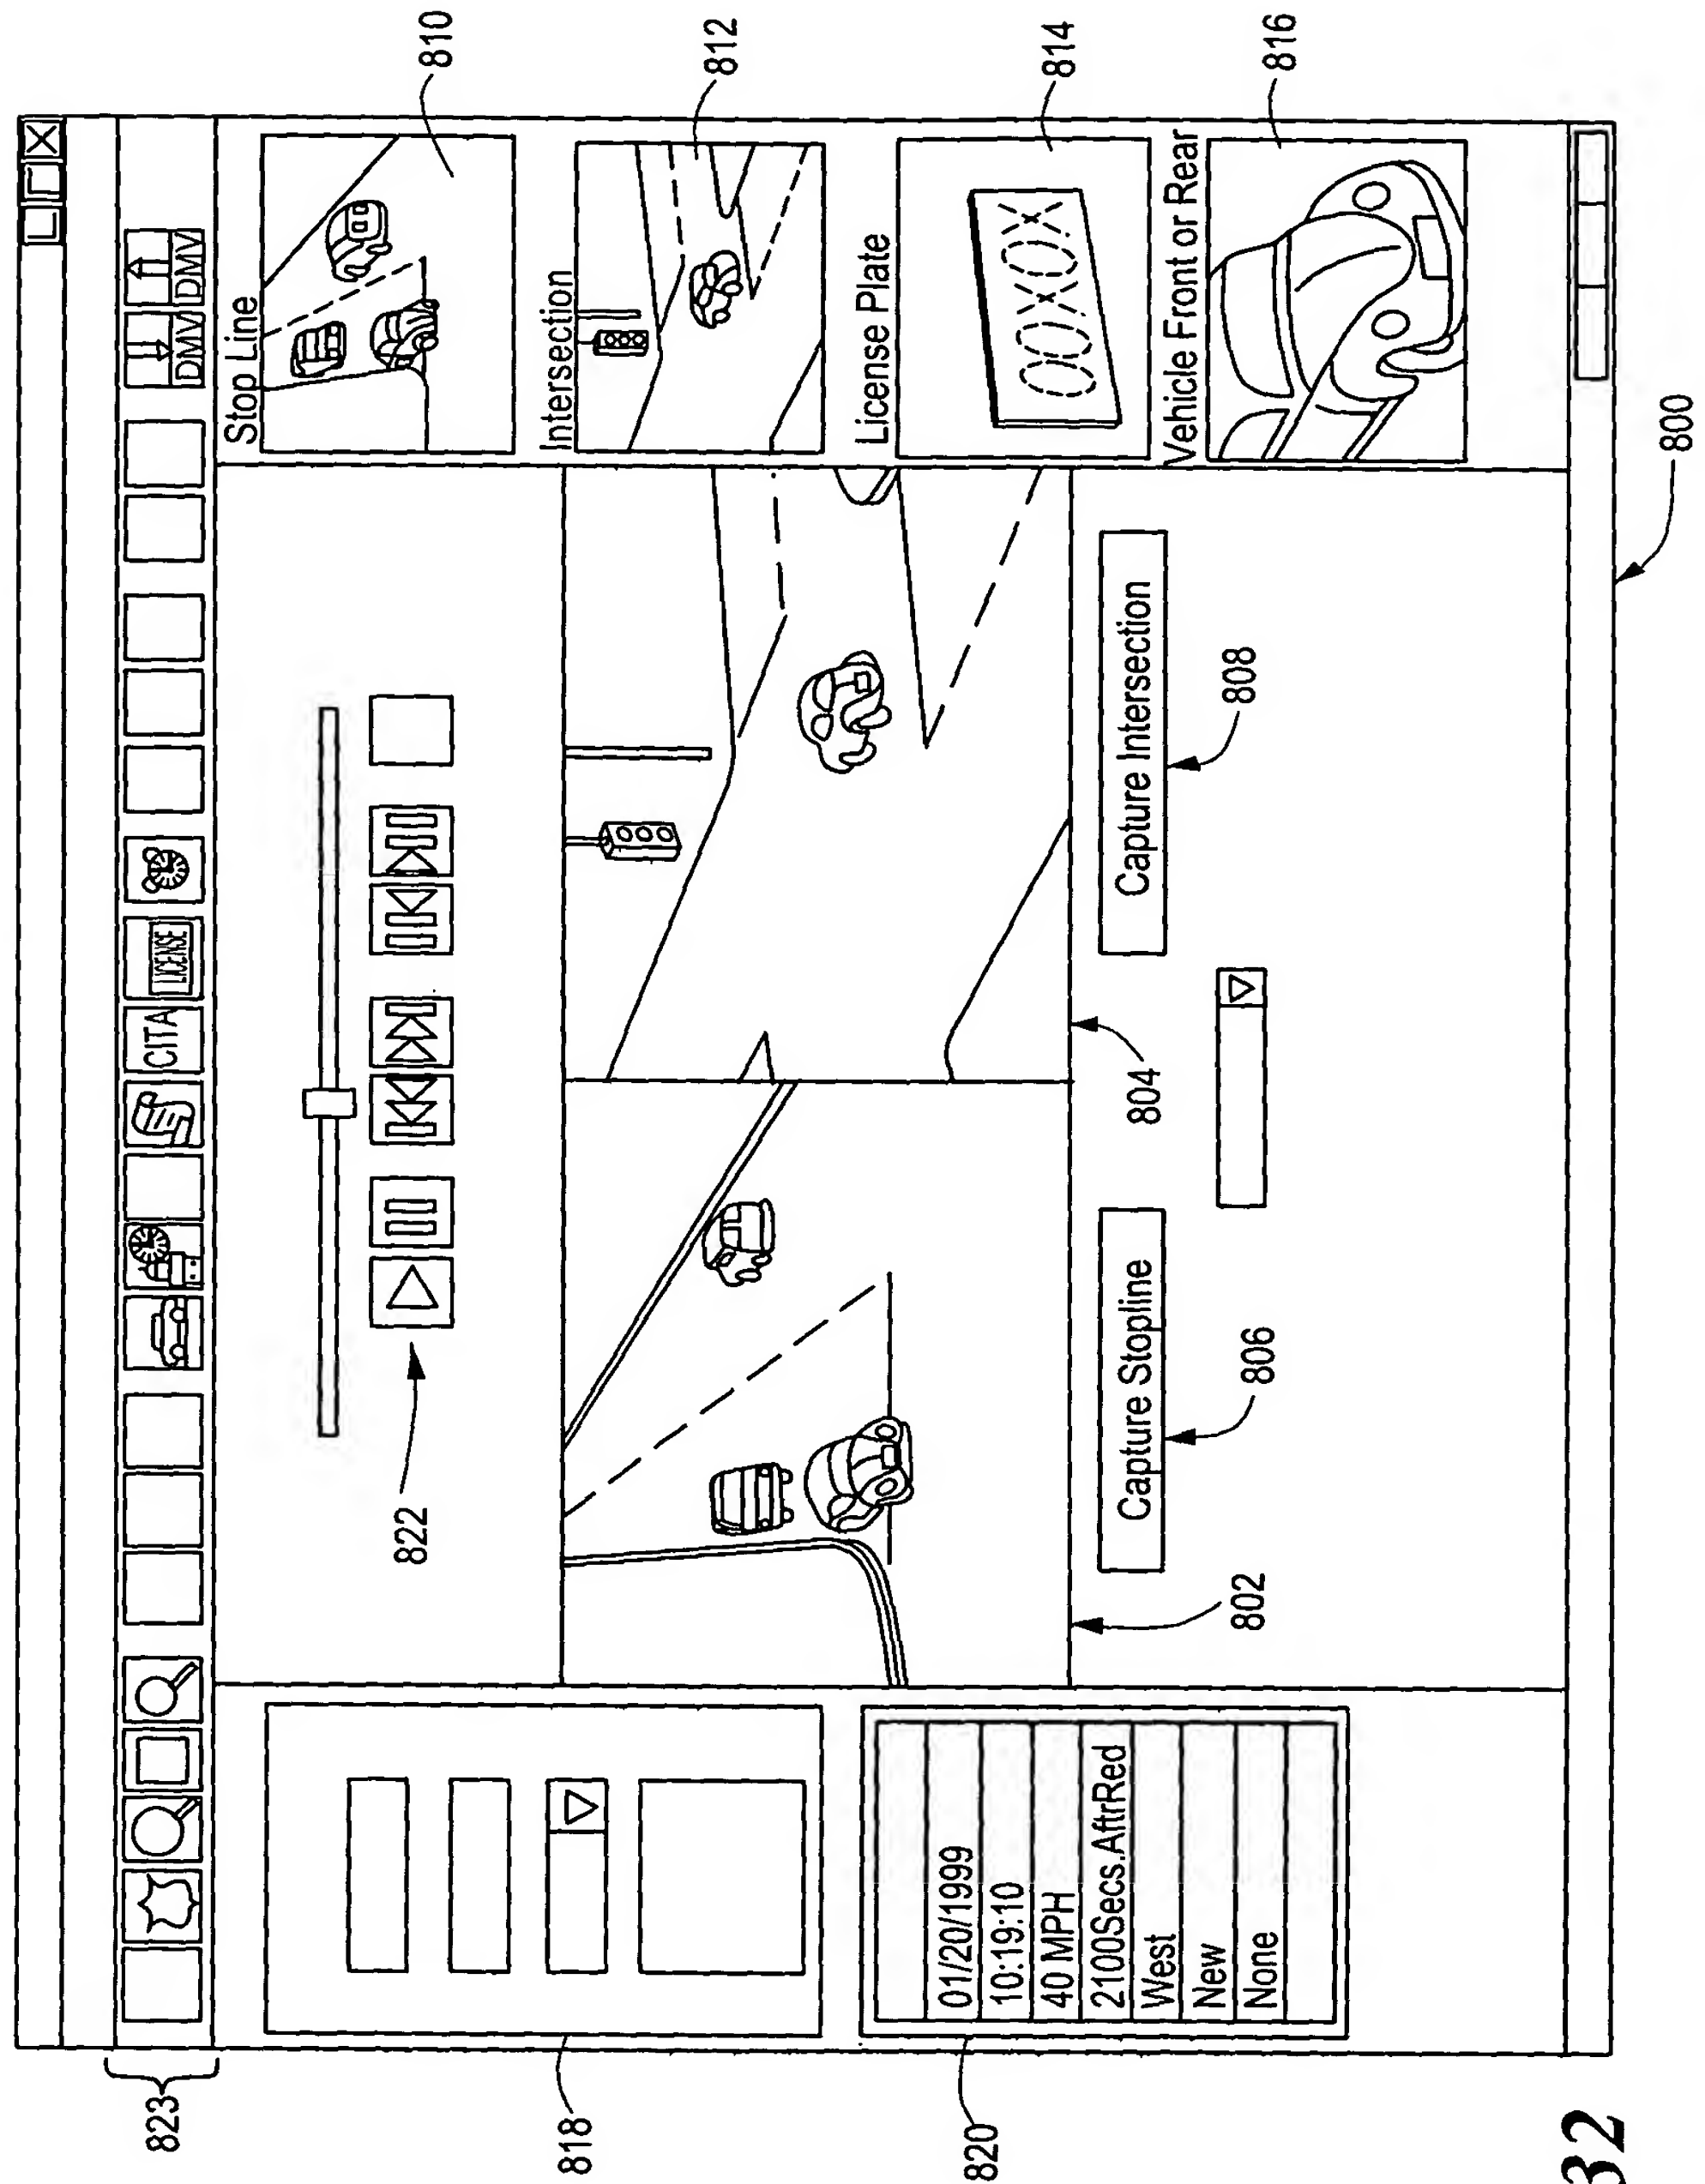 823
CITA
LICENSE
DMV
DMV
822
Stop Line
810
Intersection
812
License Plate
00X0X
814
Vehicle Front or Rear
816
818
820
01/20/1999
10:19:10
40 MPH
2100Secs.AftrRed
West
New
None
802
804
Capture Stopline
806
Capture Intersection
808
800
32